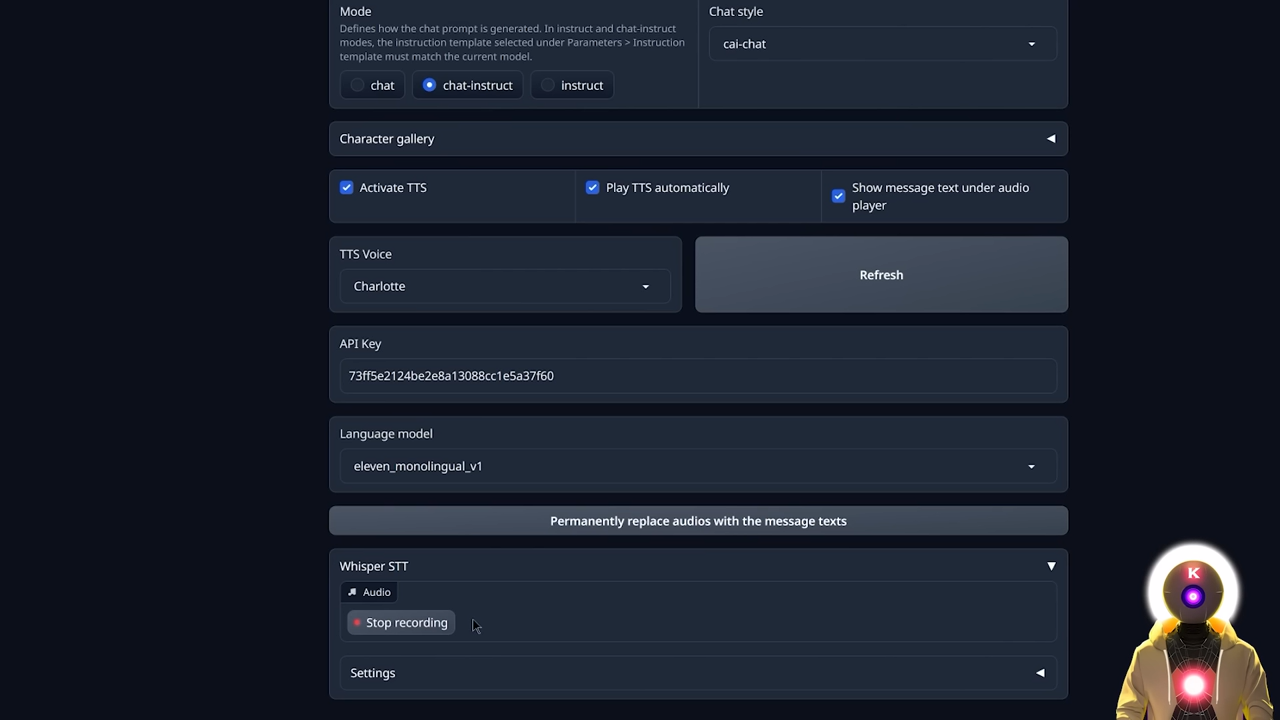 Mode
Defines how the chat prompt is generated. In instruct and chat-instruct
modes, the instruction template selected under Parameters > Instruction
template must match the current model.
chat
chat-instruct
instruct
Chat style
cai-chat
Character gallery
Activate TTS
Play TTS automatically
Show message text under audio
player
TTS Voice
Charlotte
Refresh
API Key
73ff5e2124be2e8a13088cc1e5a37f60
Language model
eleven_monolingual_v1
Permanently replace audios with the message texts
Whisper STT
Audio
Stop recording
Settings
K